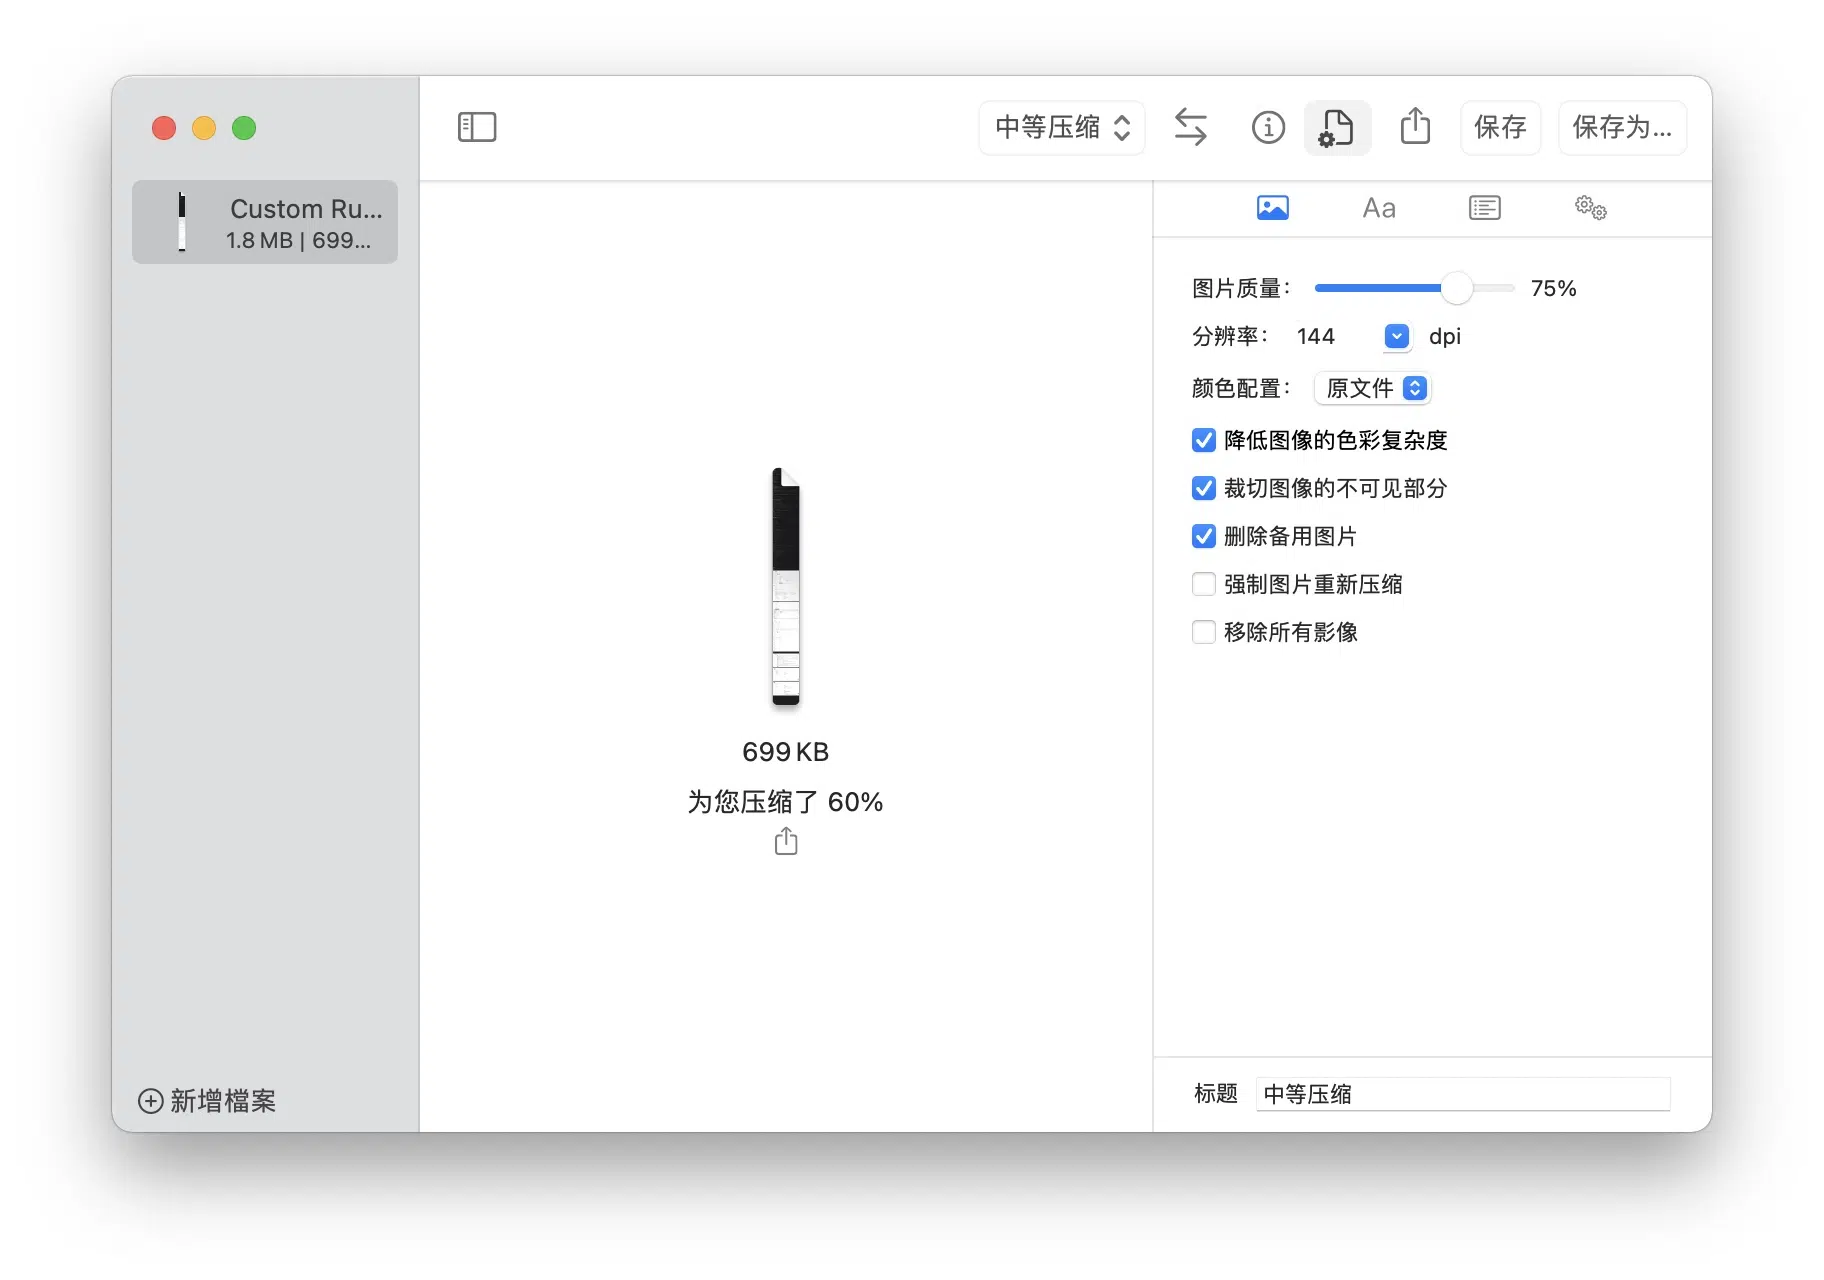 中等压缩
保存
保存为...
Custom Ru...
1.8 MB | 699...
Aa
图片质量： 75%
分辨率： 144 dpi
颜色配置： 原文件
降低图像的色彩复杂度
裁切图像的不可见部分
删除备用图片
强制图片重新压缩
移除所有影像
699 KB
为您压缩了 60%
新增檔案
标题 中等压缩